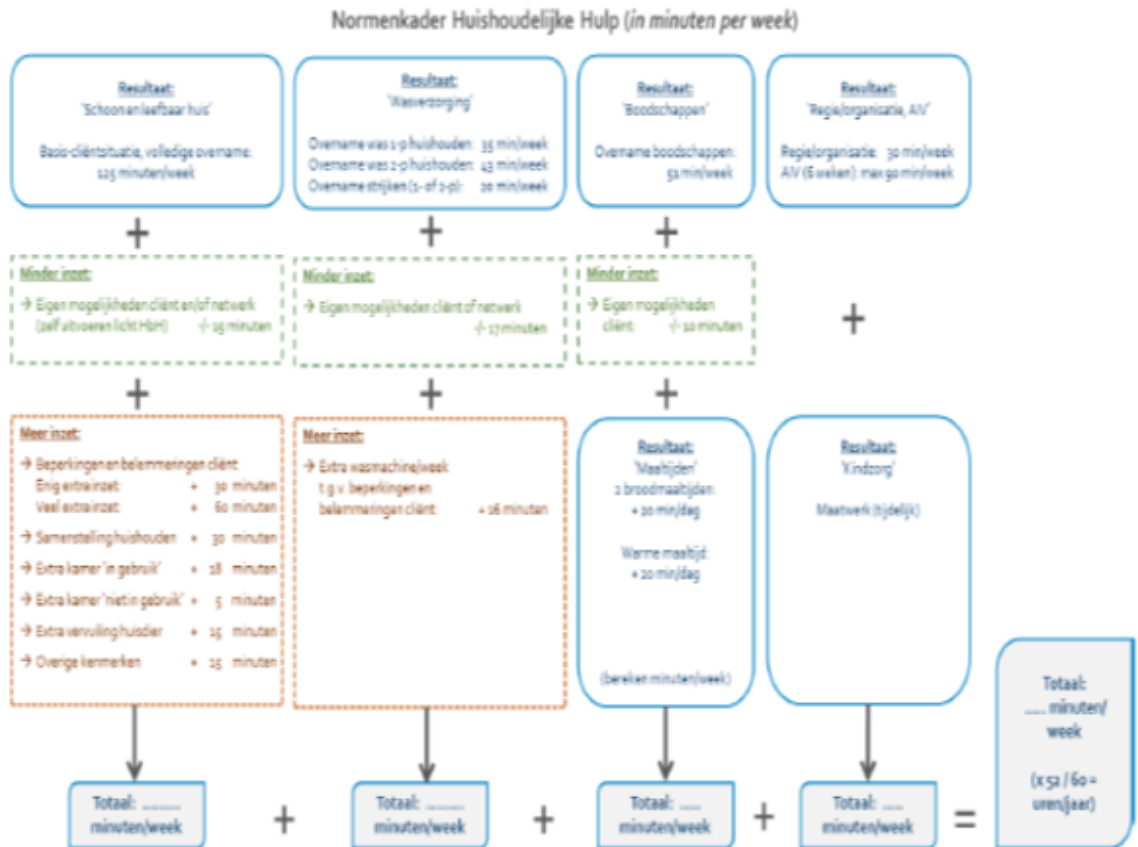 Normenkader Huishoudelijke Hulp (in minuten per week)
Resultaat:
'Schoon en leefbaar huis'
Basis-cliëntsituatie, volledige overname:
125 minuten/week
Resultaat:
'Wasverzorging'
Overname was 1-p huishouden: 35 min/week
Overname was 2-p huishouden: 43 min/week
Overname strijken (1- of 2-p): 20 min/week
Resultaat:
'Boodschappen'
Overname boodschappen:
51 min/week
Resultaat:
'Regie/organisatie, AIV'
Regie/organisatie: 30 min/week
AIV (6 weken): max 90 min/week
+
+
+
Minder inzet:
→ Eigen mogelijkheden cliënt en/of netwerk
(zelf uitvoeren licht HbH) -/- 15 minuten
Minder inzet:
→ Eigen mogelijkheden cliënt of netwerk
-/- 17 minuten
Minder inzet:
→ Eigen mogelijkheden
cliënt: -/- 10 minuten
+
+
+
+
Meer inzet:
→ Beperkingen en belemmeringen cliënt
Enig extra inzet: + 30 minuten
Veel extra inzet: + 60 minuten
→ Samenstelling huishouden + 30 minuten
→ Extra kamer 'in gebruik' + 18 minuten
→ Extra kamer 'niet in gebruik' + 5 minuten
→ Extra vervuiling huisdier + 15 minuten
→ Overige kenmerken + 15 minuten
Meer inzet:
→ Extra wasmachine/week
t.g.v. beperkingen en
belemmeringen cliënt: + 16 minuten
Resultaat:
'Maaltijden'
2 broodmaaltijden:
+ 20 min/dag
Warme maaltijd:
+ 20 min/dag
(bereken minuten/week)
Resultaat:
'Kindzorg'
Maatwerk (tijdelijk)
Totaal: ...........
minuten/week
+
Totaal: ...........
minuten/week
+
Totaal: ......
minuten/week
+
Totaal: ......
minuten/week
=
Totaal:
...... minuten/
week
(x 52 / 60 =
uren/jaar)